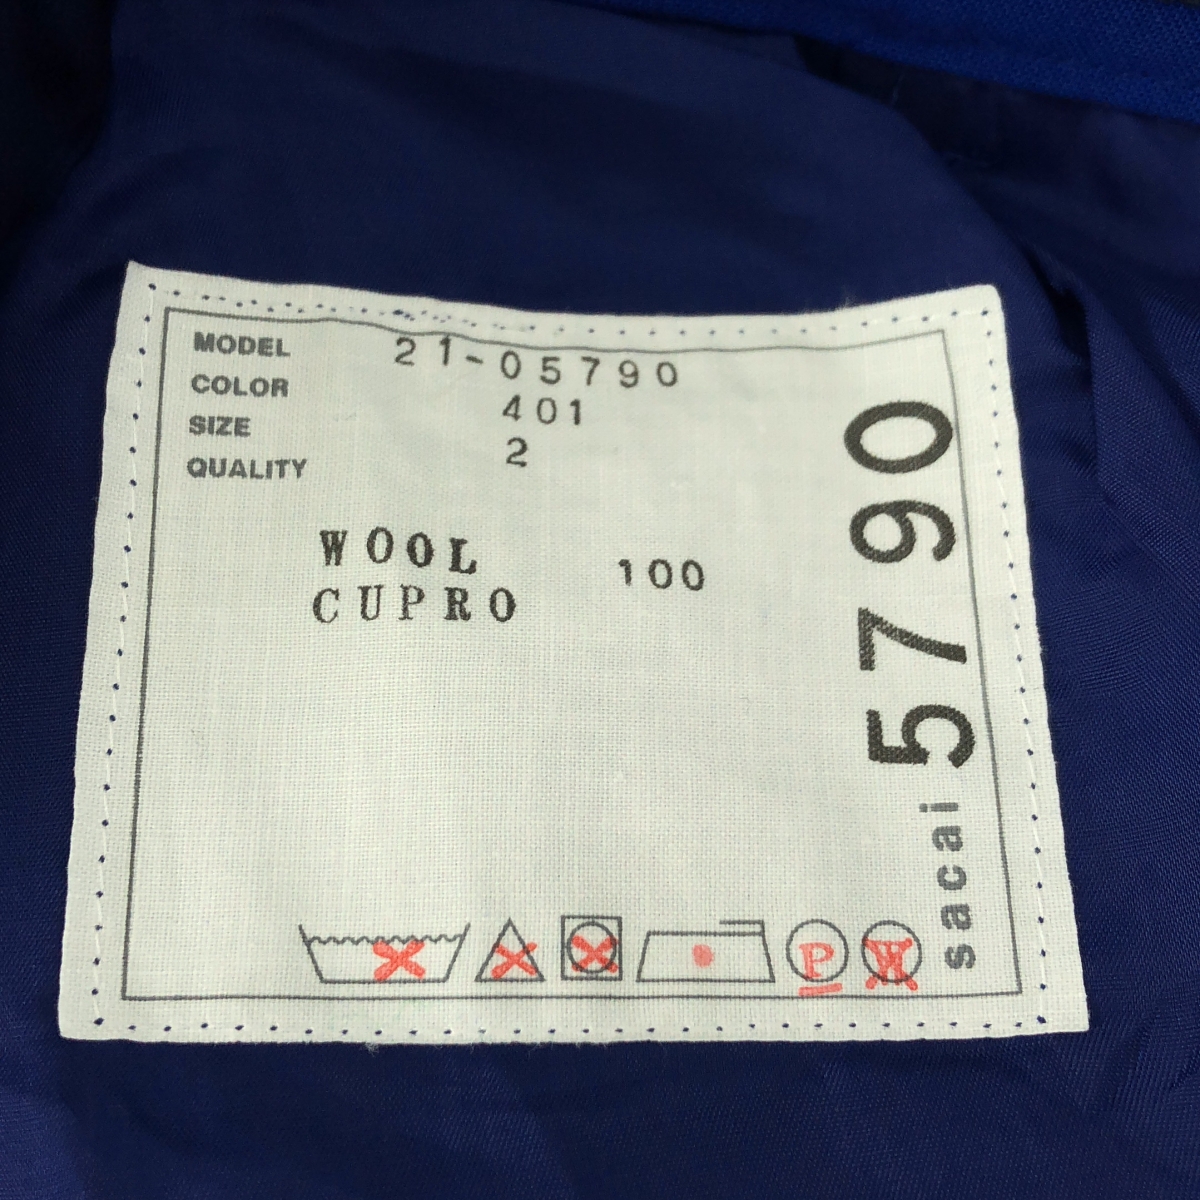 MODEL 21-05790
COLOR 401
SIZE 2
QUALITY
WOOL 100
CUPRO
P
W
sacai 5790